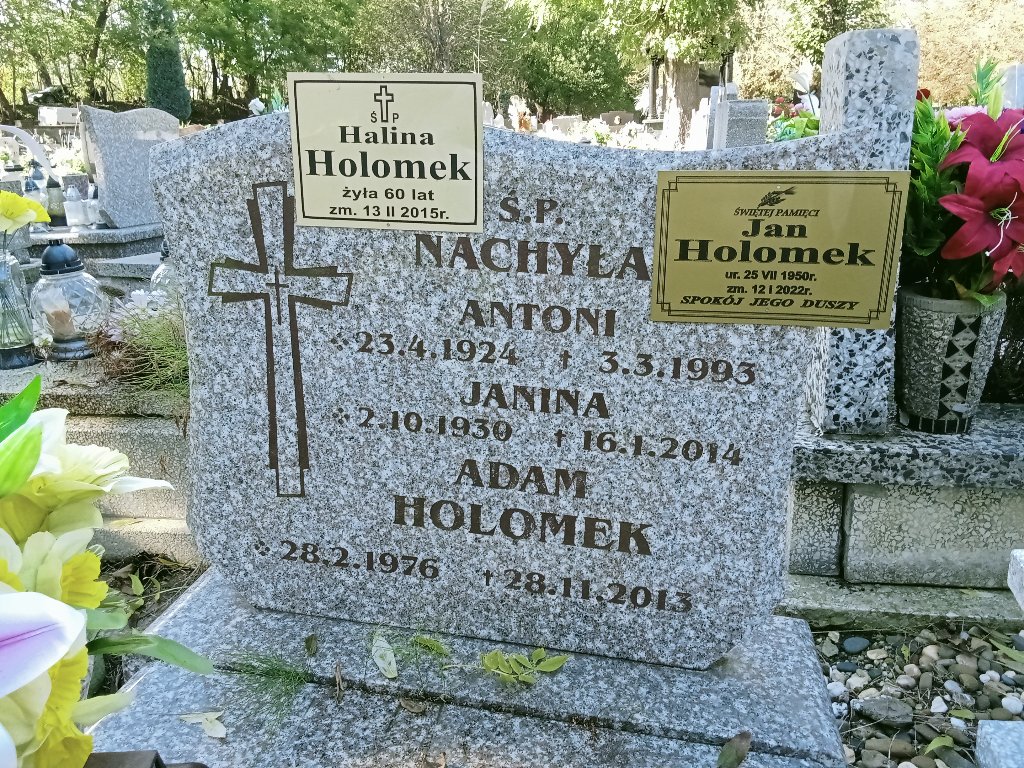 Ś P
Halina
Holomek
żyła 60 lat
zm. 13 II 2015r.
ŚWIĘTEJ PAMIĘCI
Jan
Holomek
ur. 25 VII 1950r.
zm. 12 I 2022r.
SPOKÓJ JEGO DUSZY
Ś.P.
NACHYŁA
ANTONI
23.4.1924 † 3.3.1993
JANINA
2.10.1930 † 16.1.2014
ADAM
HOLOMEK
28.2.1976 † 28.11.2013